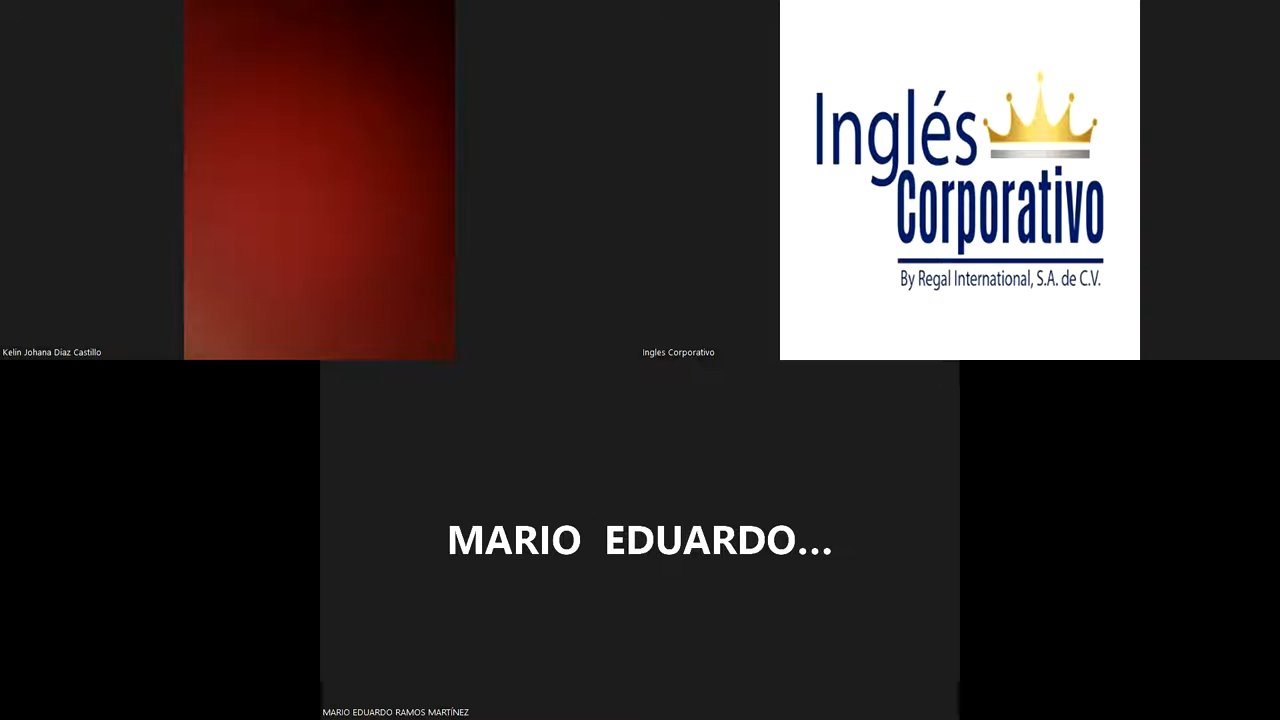 Inglés
Corporativo
By Regal International, S.A. de C.V.
Kelin Johana Diaz Castillo
Ingles Corporativo
MARIO EDUARDO...
MARIO EDUARDO RAMOS MARTÍNEZ